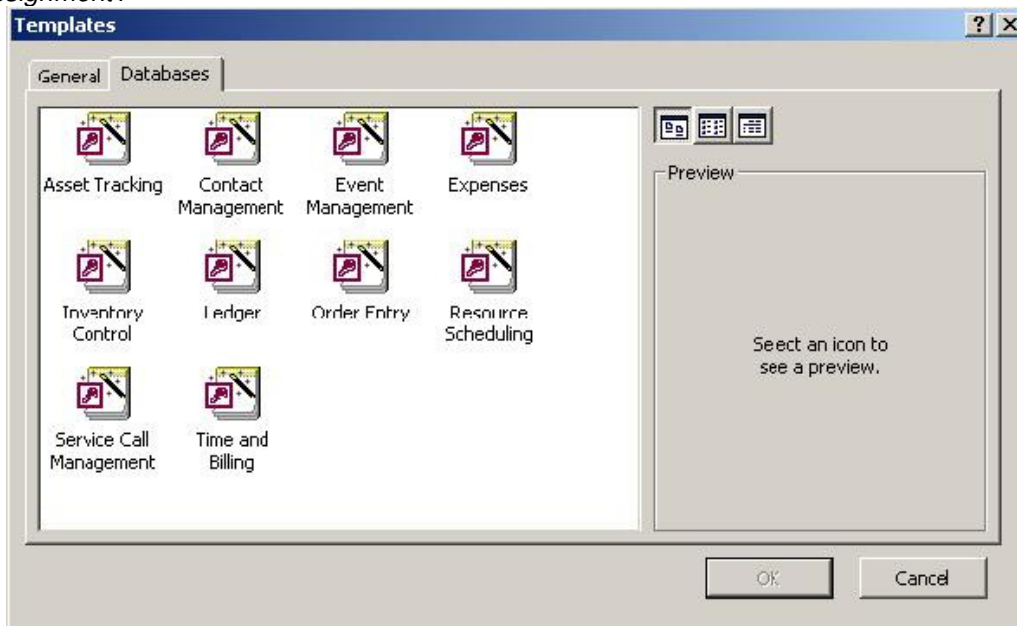 Templates
General Databases
Asset Tracking
Contact
Management
Event
Management
Expenses
Inventory
Control
Ledger
Order Entry
Resource
Scheduling
Service Call
Management
Time and
Billing
Preview
Select an icon to
see a preview.
OK Cancel